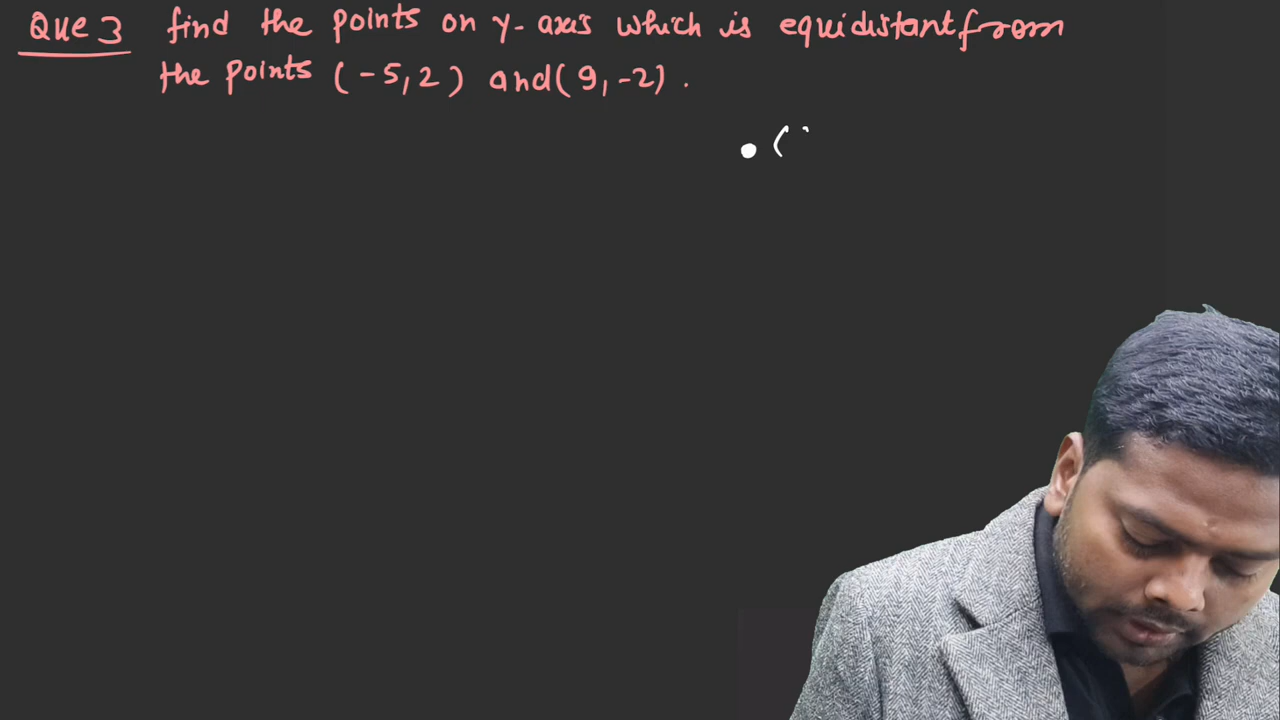 Que 3 find the points on y-axis which is equidistant from
the points (-5,2) and (9,-2).
(